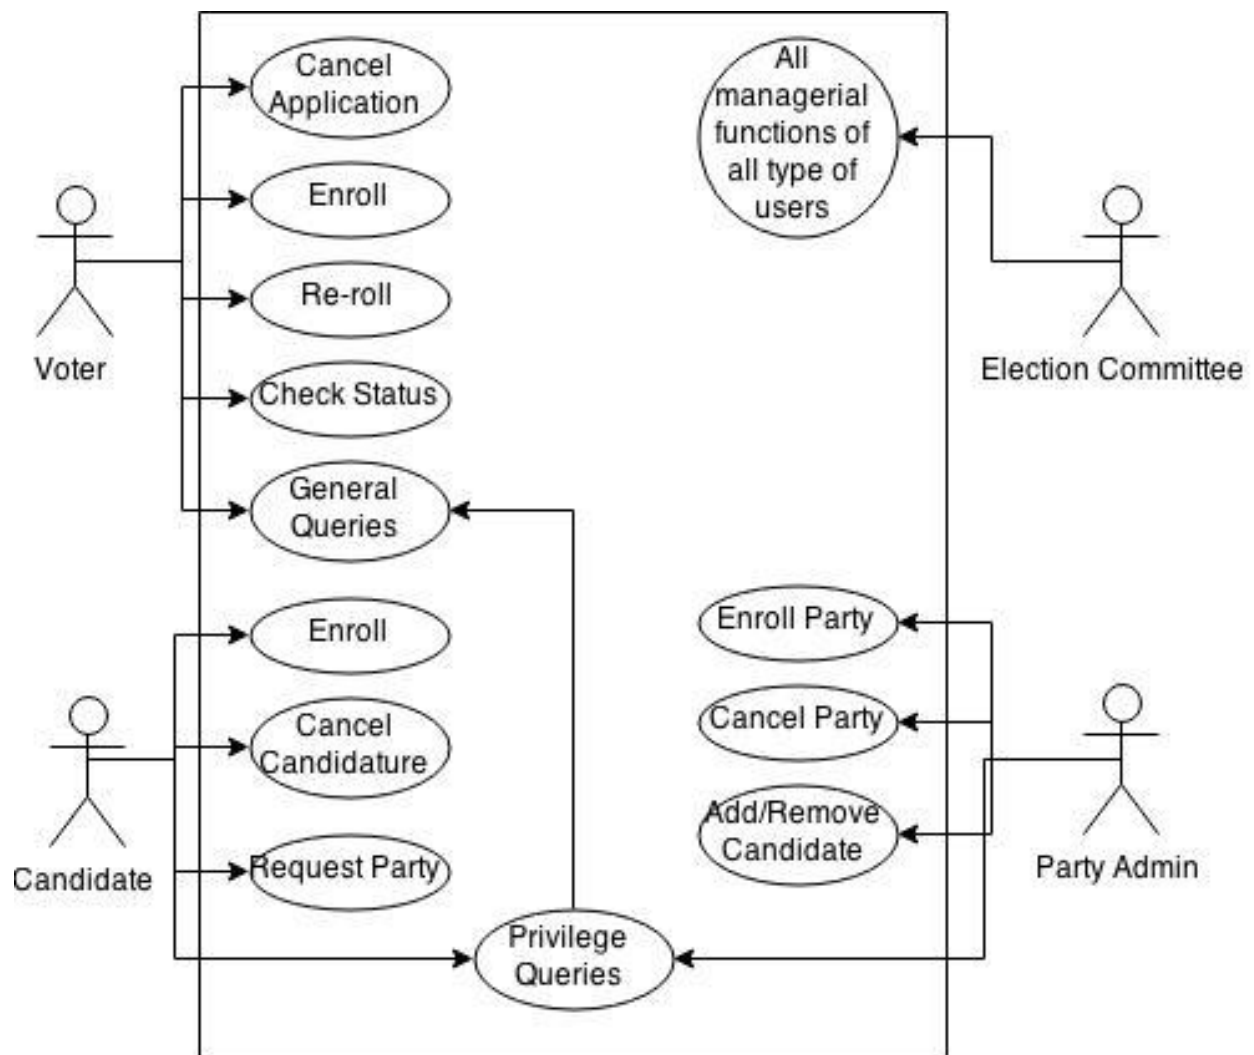 Cancel
Application
Enroll
Re-roll
Check Status
General
Queries
Voter
Enroll
Cancel
Candidature
Request Party
Candidate
Privilege
Queries
All
managerial
functions of
all type of
users
Election Committee
Enroll Party
Cancel Party
Add/Remove
Candidate
Party Admin